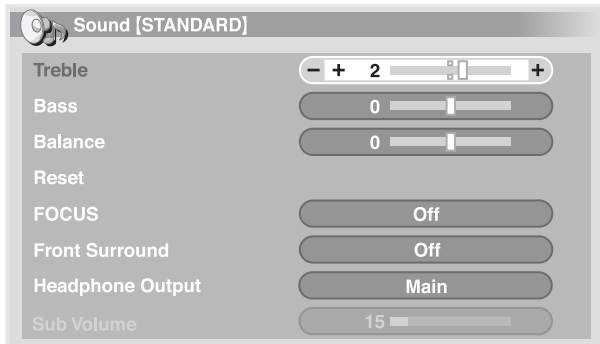 Sound [STANDARD]
Treble - + 2 +
Bass 0
Balance 0
Reset
FOCUS Off
Front Surround Off
Headphone Output Main
Sub Volume 15